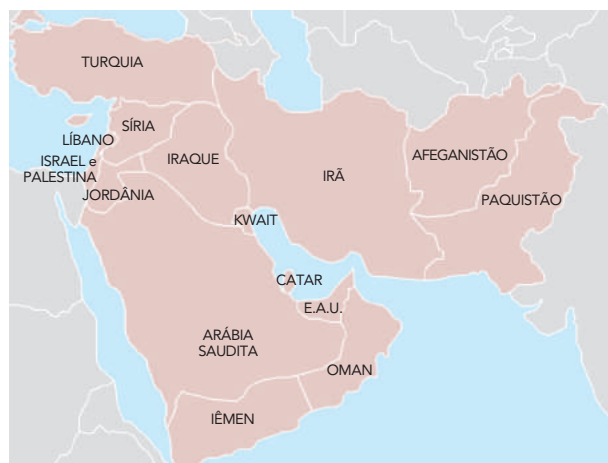 TURQUIA
SÍRIA
LÍBANO
ISRAEL e
PALESTINA
JORDÂNIA
IRAQUE
IRÃ
AFEGANISTÃO
PAQUISTÃO
KWAIT
CATAR
E.A.U.
ARÁBIA
SAUDITA
OMAN
IÊMEN